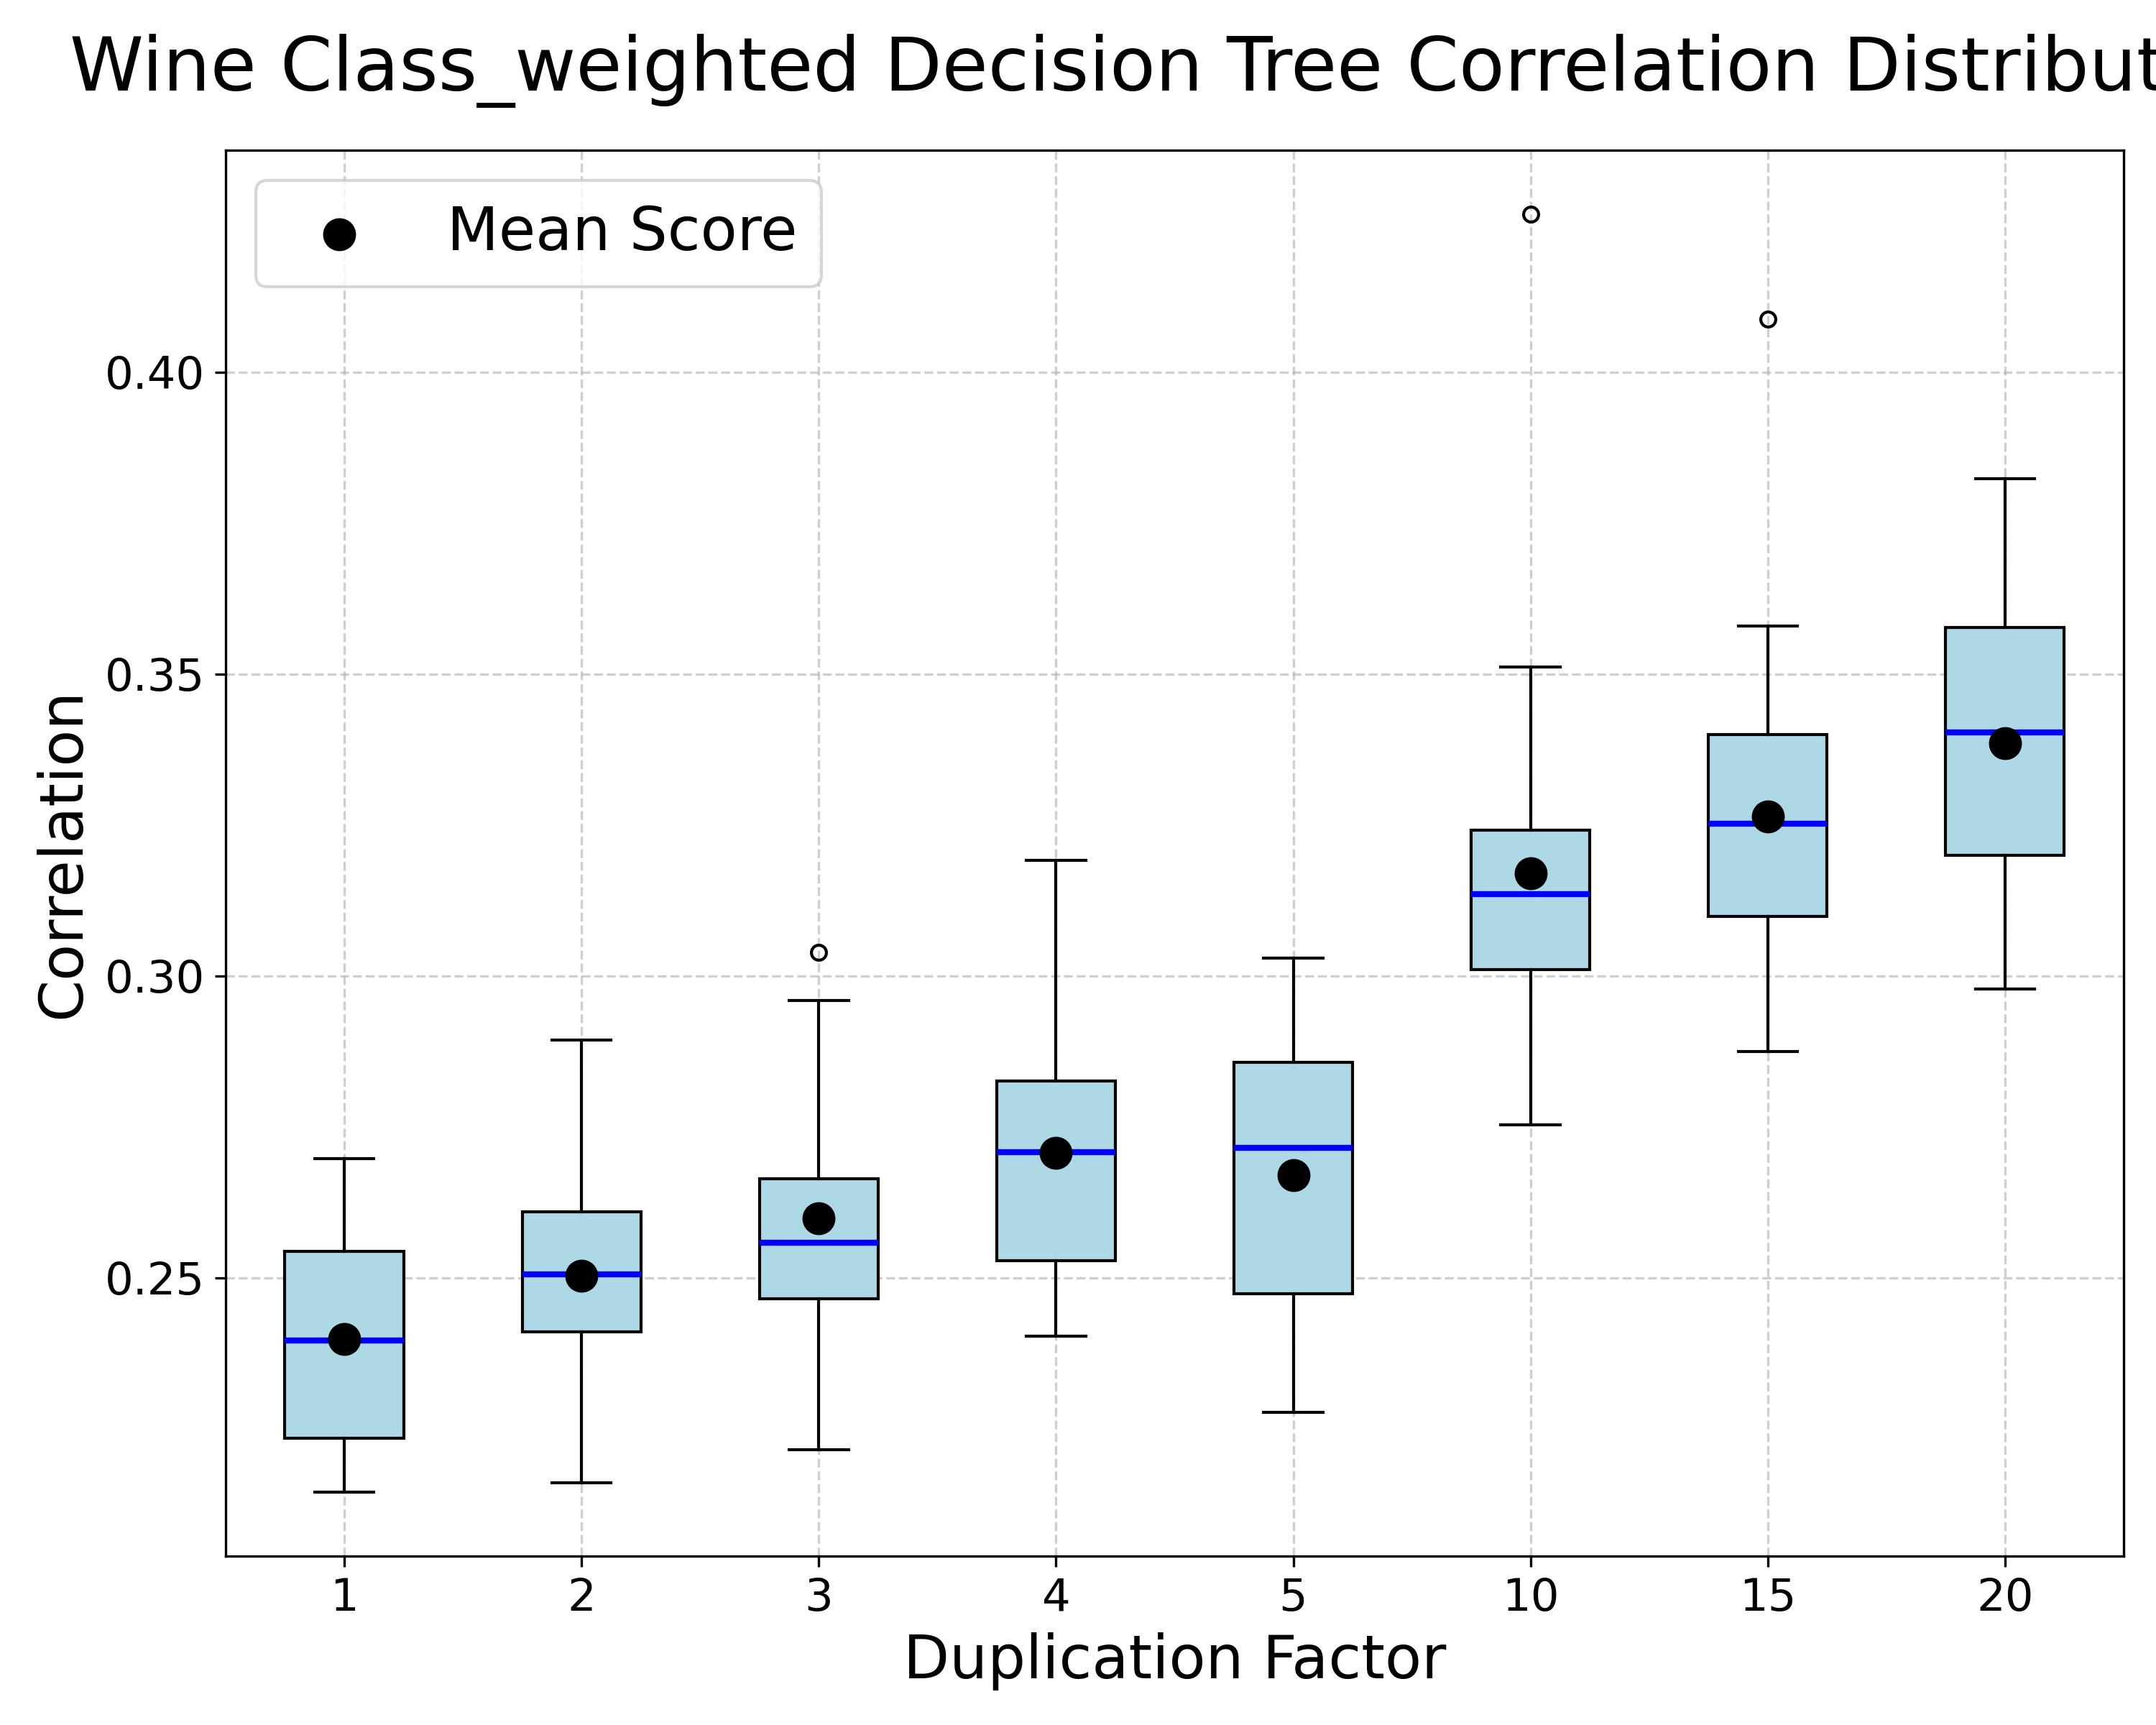 Wine Class_weighted Decision Tree Correlation Distribut
Mean Score
0.40
0.35
0.30
0.25
Correlation
1 2 3 4 5 10 15 20
Duplication Factor